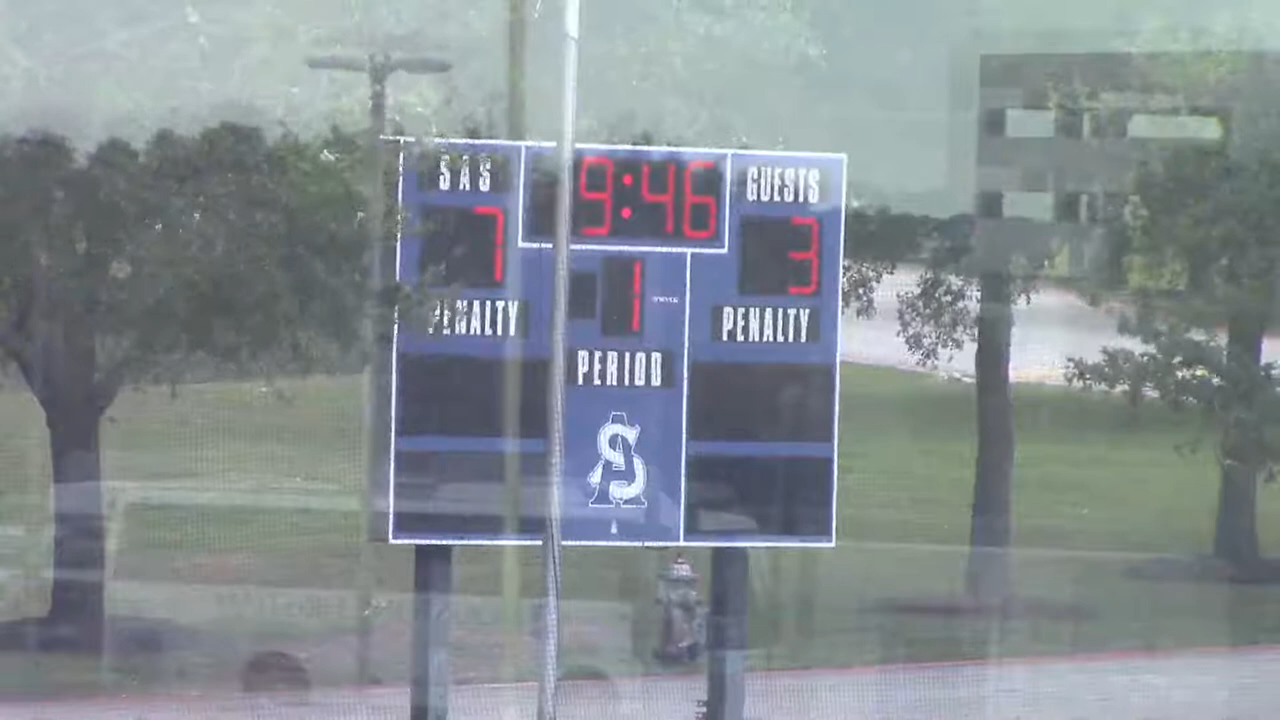 SAS 9:46 GUESTS
7 1 3
PENALTY PENALTY
PERIOD
SA